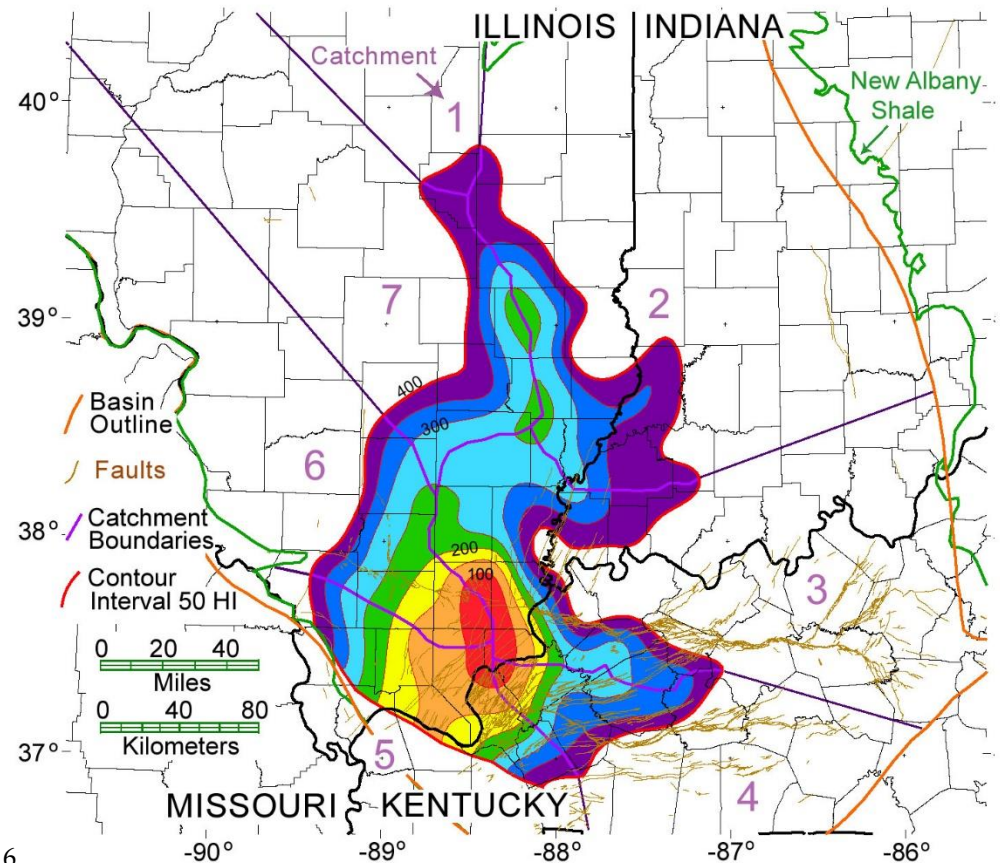 ILLINOIS INDIANA
Catchment
1
New Albany
Shale
40°
2
7
39°
400
300
Basin
Outline
6
Faults
38°
Catchment
Boundaries
200
100
3
Contour
Interval 50 HI
0 20 40
Miles
0 40 80
Kilometers
37°
5
4
MISSOURI KENTUCKY
6
-90° -89° -88° -87° -86°